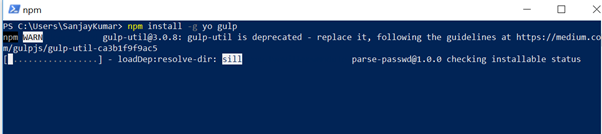 npm
PS C:\Users\SanjayKumar> npm install -g yo gulp
npm WARN gulp-util@3.0.8: gulp-util is deprecated - replace it, following the guidelines at https://medium.co
m/gulpjs/gulp-util-ca3b1f9f9ac5
[ .................] - loadDep:resolve-dir: sill parse-passwd@1.0.0 checking installable status